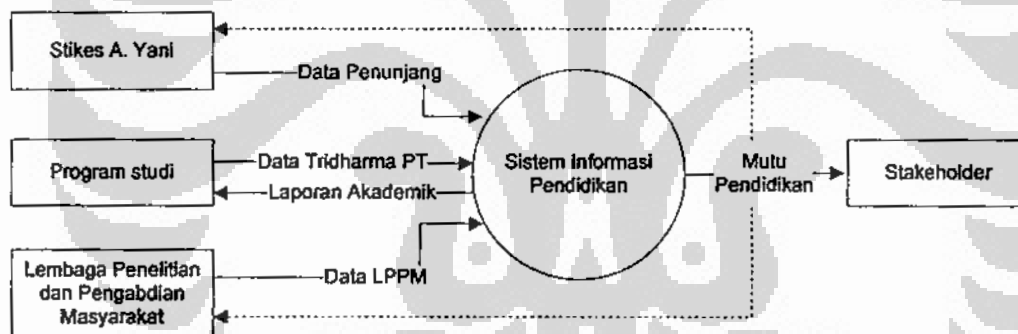 Stikes A. Yani
Data Penunjang
Program studi
Data Tridharma PT
Laporan Akademik
Sistem Informasi
Pendidikan
Mutu
Pendidikan
Stakeholder
Lembaga Penelitian
dan Pengabdian
Masyarakat
Data LPPM